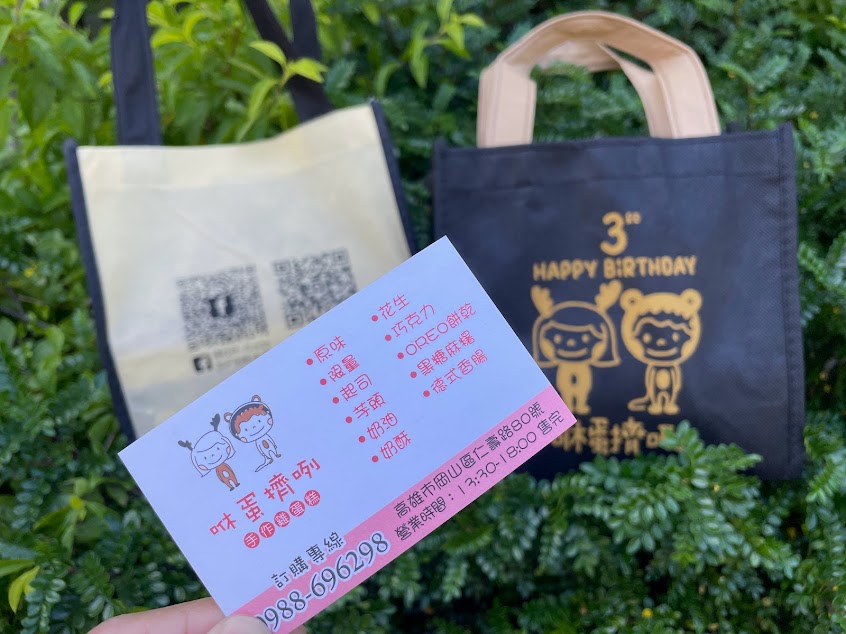 3rd
HAPPY BiRTHDAY
咻蛋擠咧
手作雞蛋糕
原味
限量
起司
芋頭
奶油
奶酥
花生
巧克力
OREO餅乾
黑糖麻糬
德式香腸
訂購專線
0988-696298
高雄市岡山區仁壽路80號
營業時間：13:30-18:00 售完